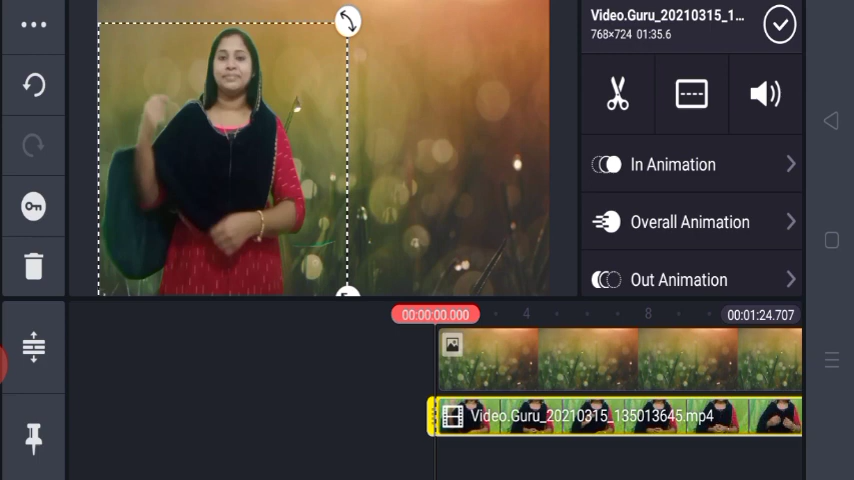 Video.Guru_20210315_1...
768×724 01:35.6
In Animation
Overall Animation
Out Animation
00:00:00.000
4
8
00:01:24.707
Video.Guru_20210315_135013645.mp4